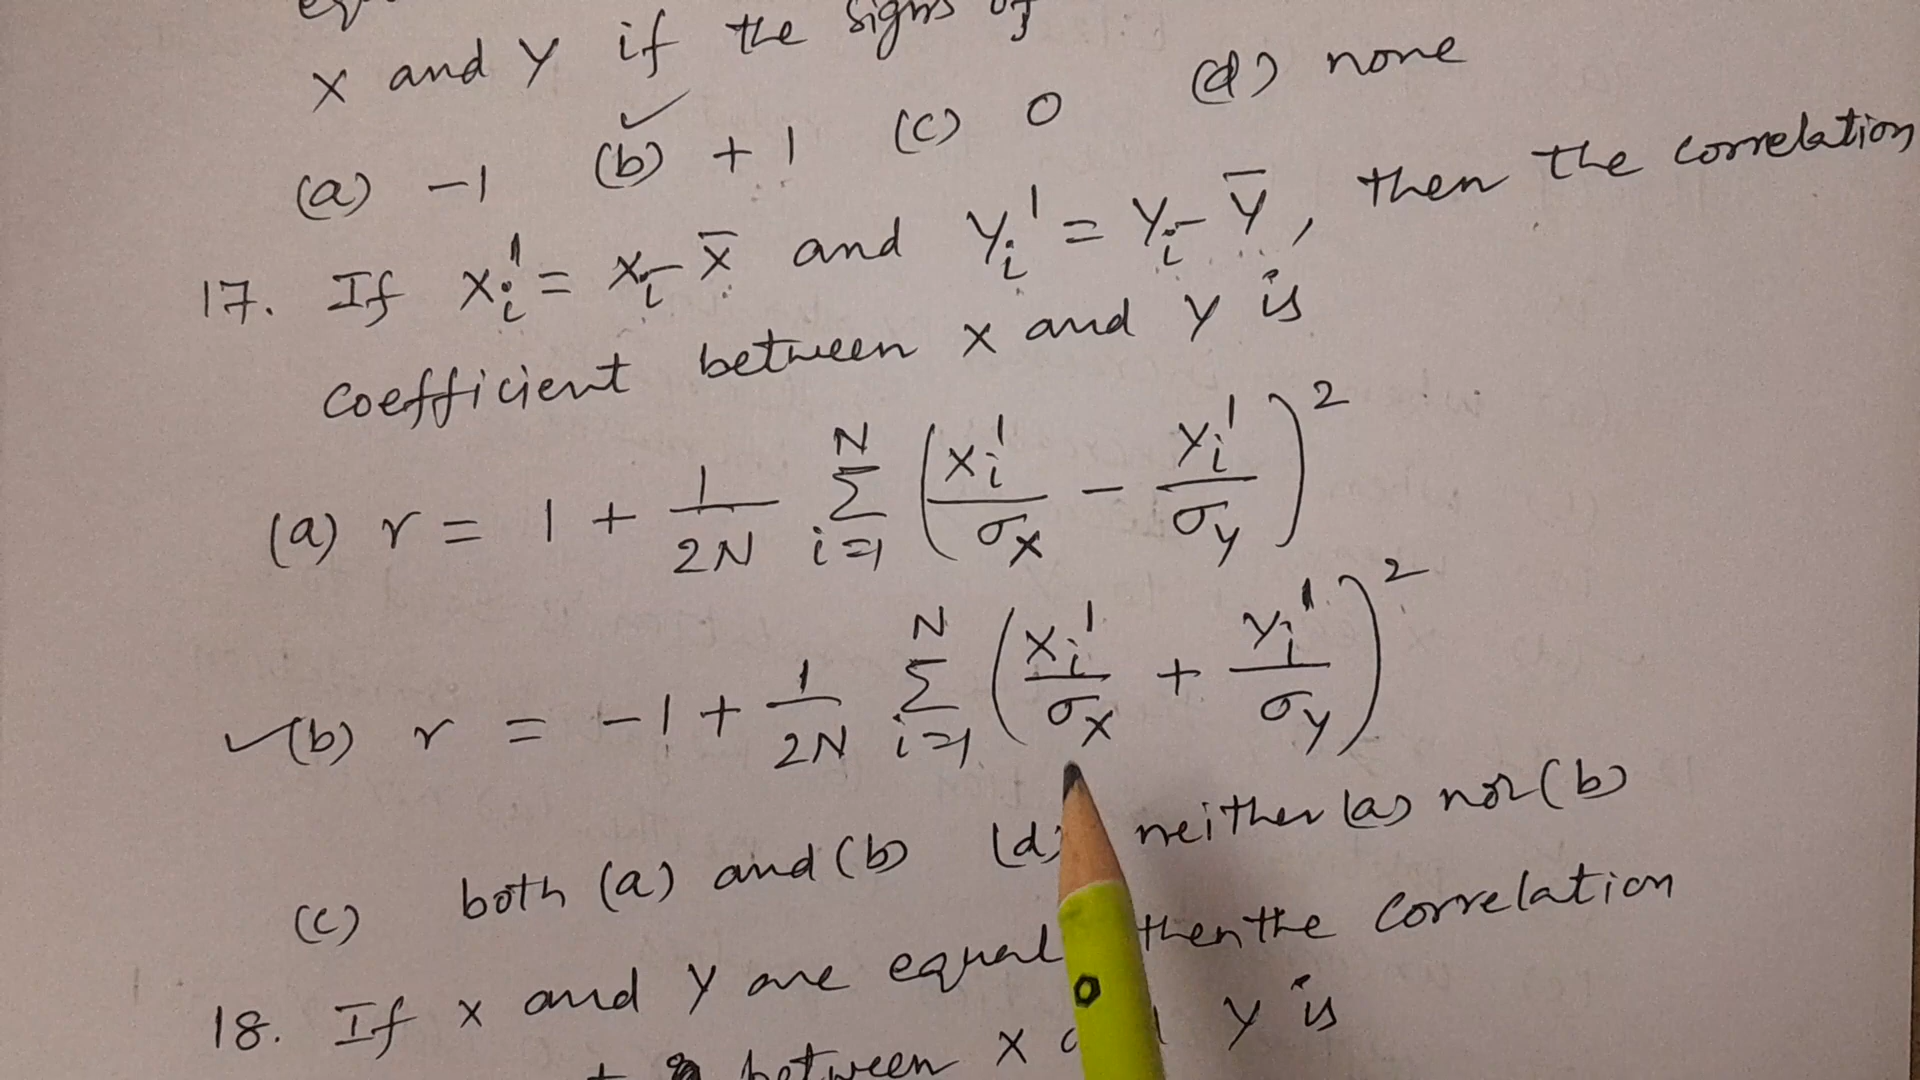 x and y if the signs of
(a) -1 (b) +1 (c) 0 (d) none
17. If xᵢ' = xᵢ - x̄ and yᵢ' = yᵢ - ȳ, then the correlation
coefficient between x and y is
(a) r = 1 + 1/2N Σ_{i=1}^{N} (xᵢ'/σx - yᵢ'/σy)²
(b) r = -1 + 1/2N Σ_{i=1}^{N} (xᵢ'/σx + yᵢ'/σy)²
(c) both (a) and (b) (d) neither (a) nor (b)
18. If x and y are equal then the correlation
between x y is